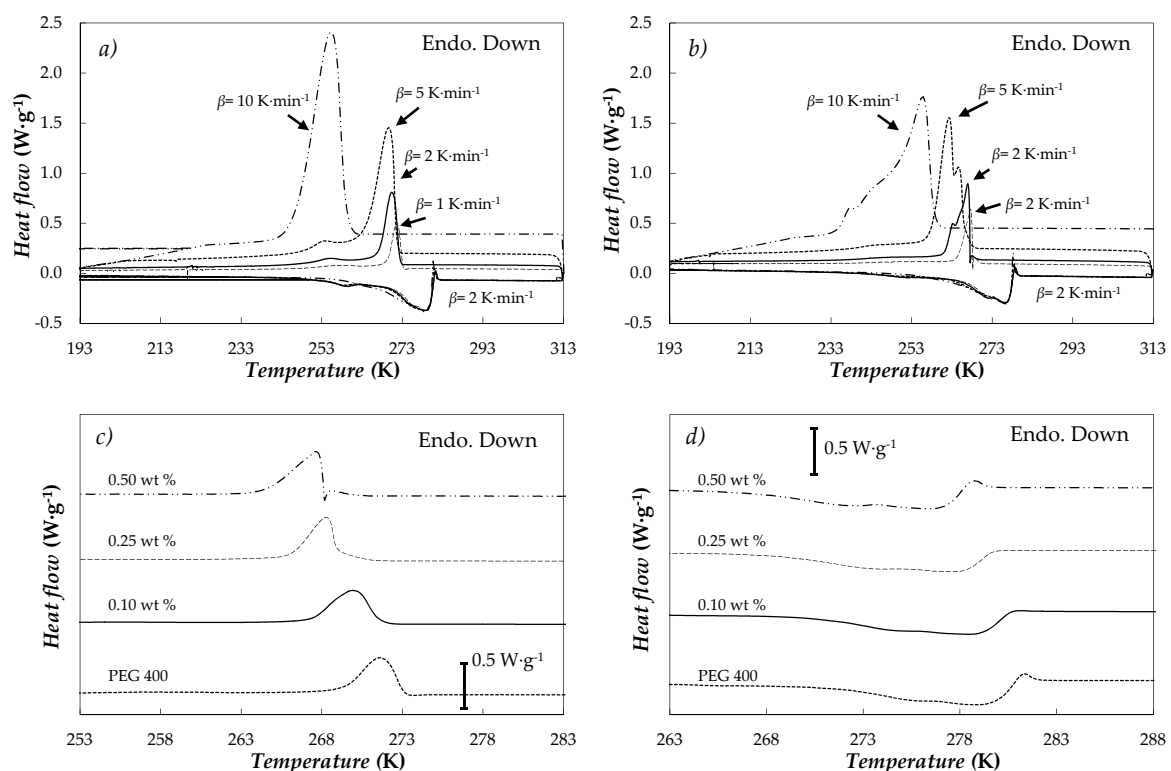 a)
Endo. Down
β= 10 K·min⁻¹
β= 5 K·min⁻¹
β= 2 K·min⁻¹
β= 1 K·min⁻¹
β= 2 K·min⁻¹
Heat flow (W·g⁻¹)
2.5
2.0
1.5
1.0
0.5
0.0
-0.5
193 213 233 253 273 293 313
Temperature (K)
b)
Endo. Down
β= 10 K·min⁻¹
β= 5 K·min⁻¹
β= 2 K·min⁻¹
β= 2 K·min⁻¹
β= 2 K·min⁻¹
Heat flow (W·g⁻¹)
2.5
2.0
1.5
1.0
0.5
0.0
-0.5
193 213 233 253 273 293 313
Temperature (K)
c)
Endo. Down
0.50 wt %
0.25 wt %
0.10 wt %
PEG 400
0.5 W·g⁻¹
Heat flow (W·g⁻¹)
253 258 263 268 273 278 283
Temperature (K)
d)
Endo. Down
0.5 W·g⁻¹
0.50 wt %
0.25 wt %
0.10 wt %
PEG 400
Heat flow (W·g⁻¹)
263 268 273 278 283 288
Temperature (K)